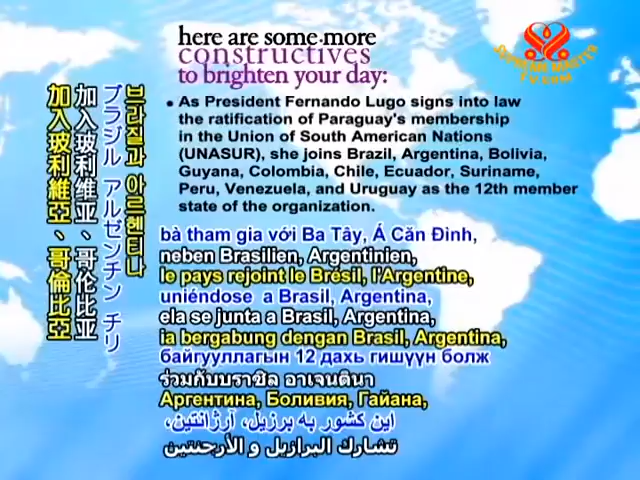 here are some more
constructives
to brighten your day:
SUPREME MASTER
TV.COM
• As President Fernando Lugo signs into law
the ratification of Paraguay's membership
in the Union of South American Nations
(UNASUR), she joins Brazil, Argentina, Bolivia,
Guyana, Colombia, Chile, Ecuador, Suriname,
Peru, Venezuela, and Uruguay as the 12th member
state of the organization.
브라질과 아르헨티나
ブラジル アルゼンチン チリ
加入玻利维亚、哥伦比亚
加入玻利維亞、哥倫比亞
bà tham gia với Ba Tây, Á Căn Đình,
neben Brasilien, Argentinien,
le pays rejoint le Brésil, l'Argentine,
uniéndose a Brasil, Argentina,
ela se junta a Brasil, Argentina,
ia bergabung dengan Brasil, Argentina,
байгууллагын 12 дахь гишүүн болж
ร่วมกับบราซิล อาเจนตินา
Аргентина, Боливия, Гайана,
این کشور به برزیل، آرژانتین،
تشارك البرازيل و الأرجنتين